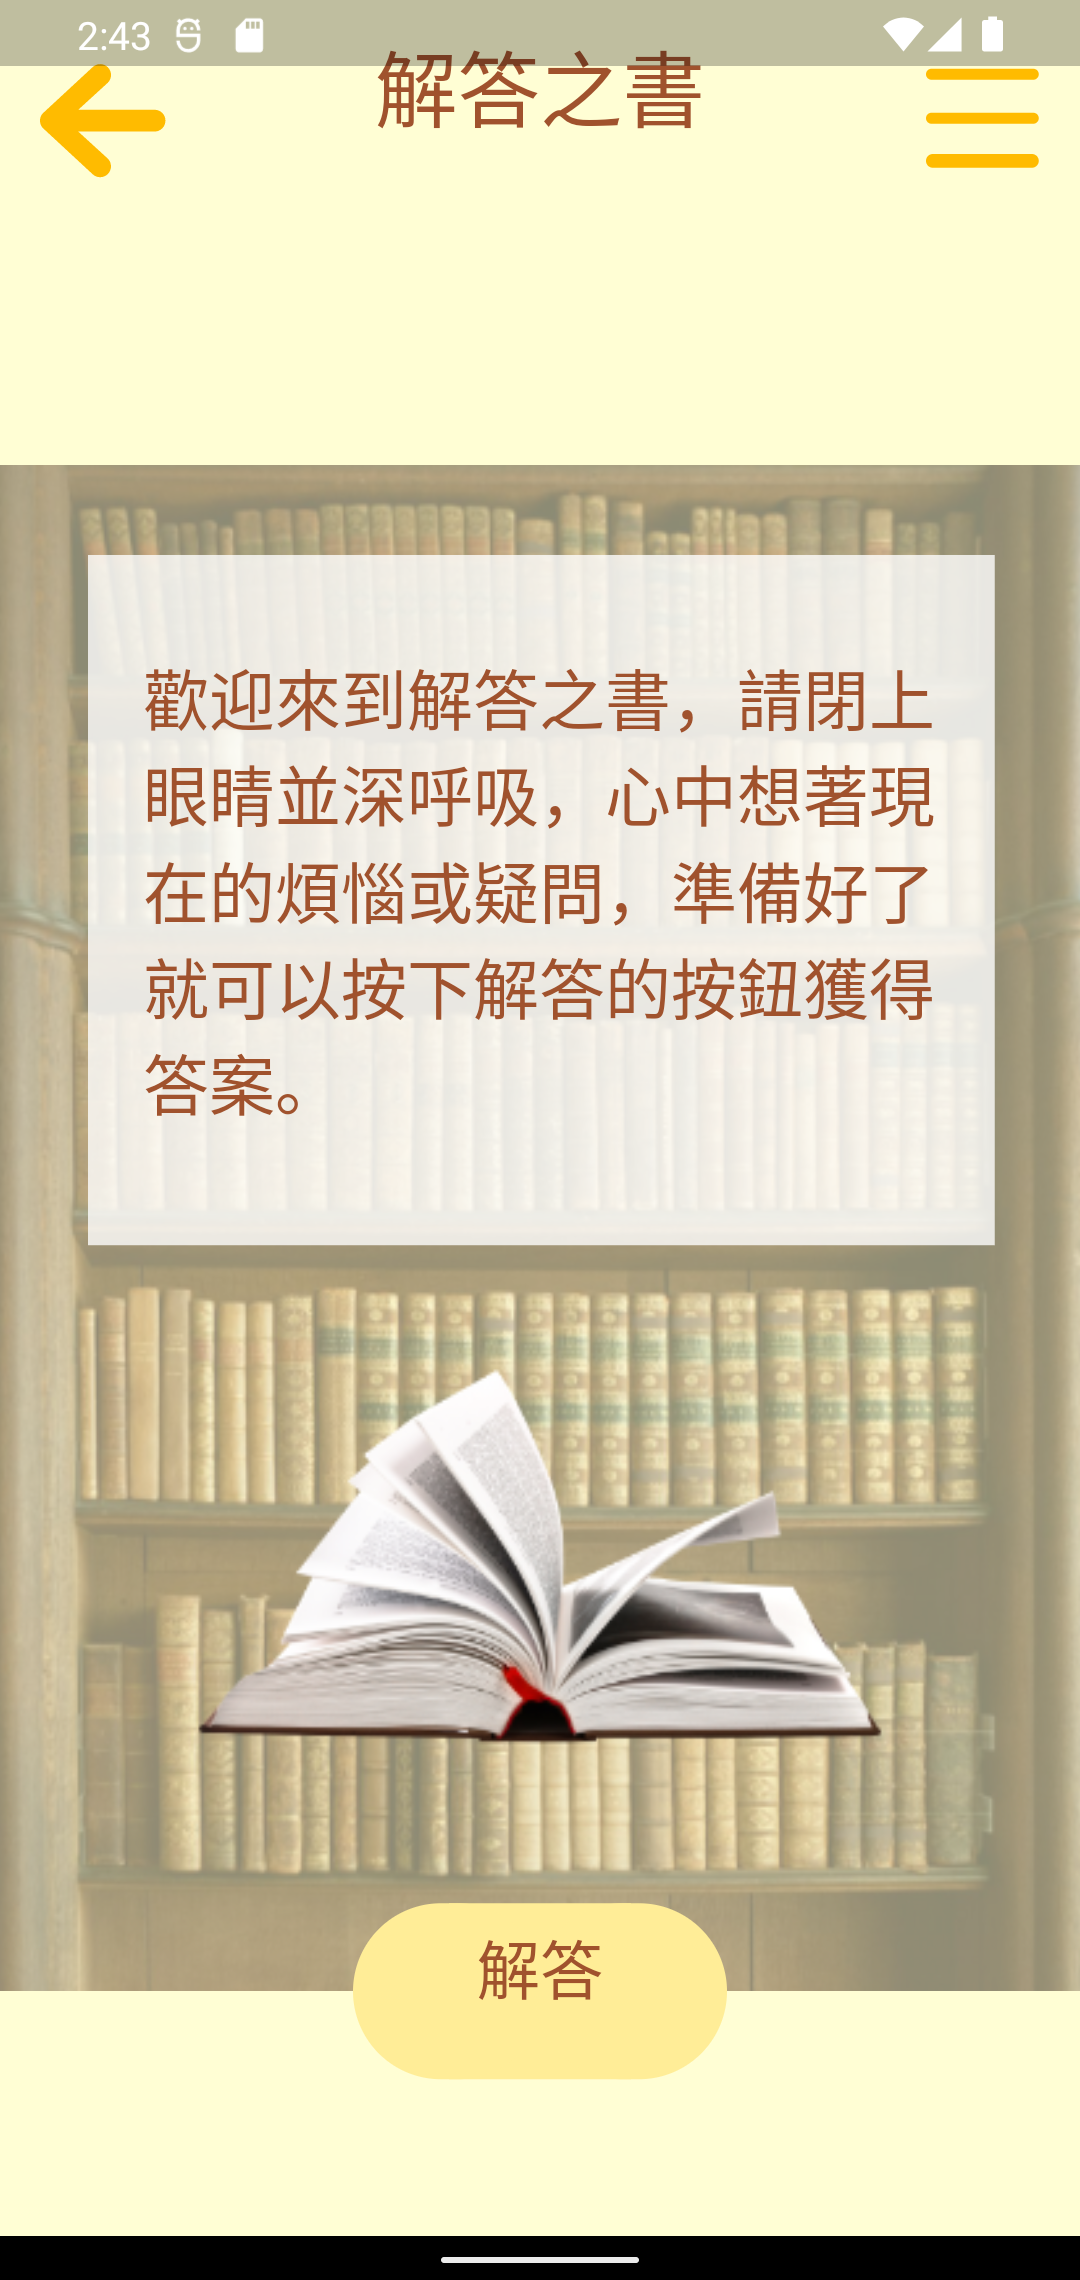 2:43
解答之書
歡迎來到解答之書，請閉上
眼睛並深呼吸，心中想著現
在的煩惱或疑問，準備好了
就可以按下解答的按鈕獲得
答案。
解答